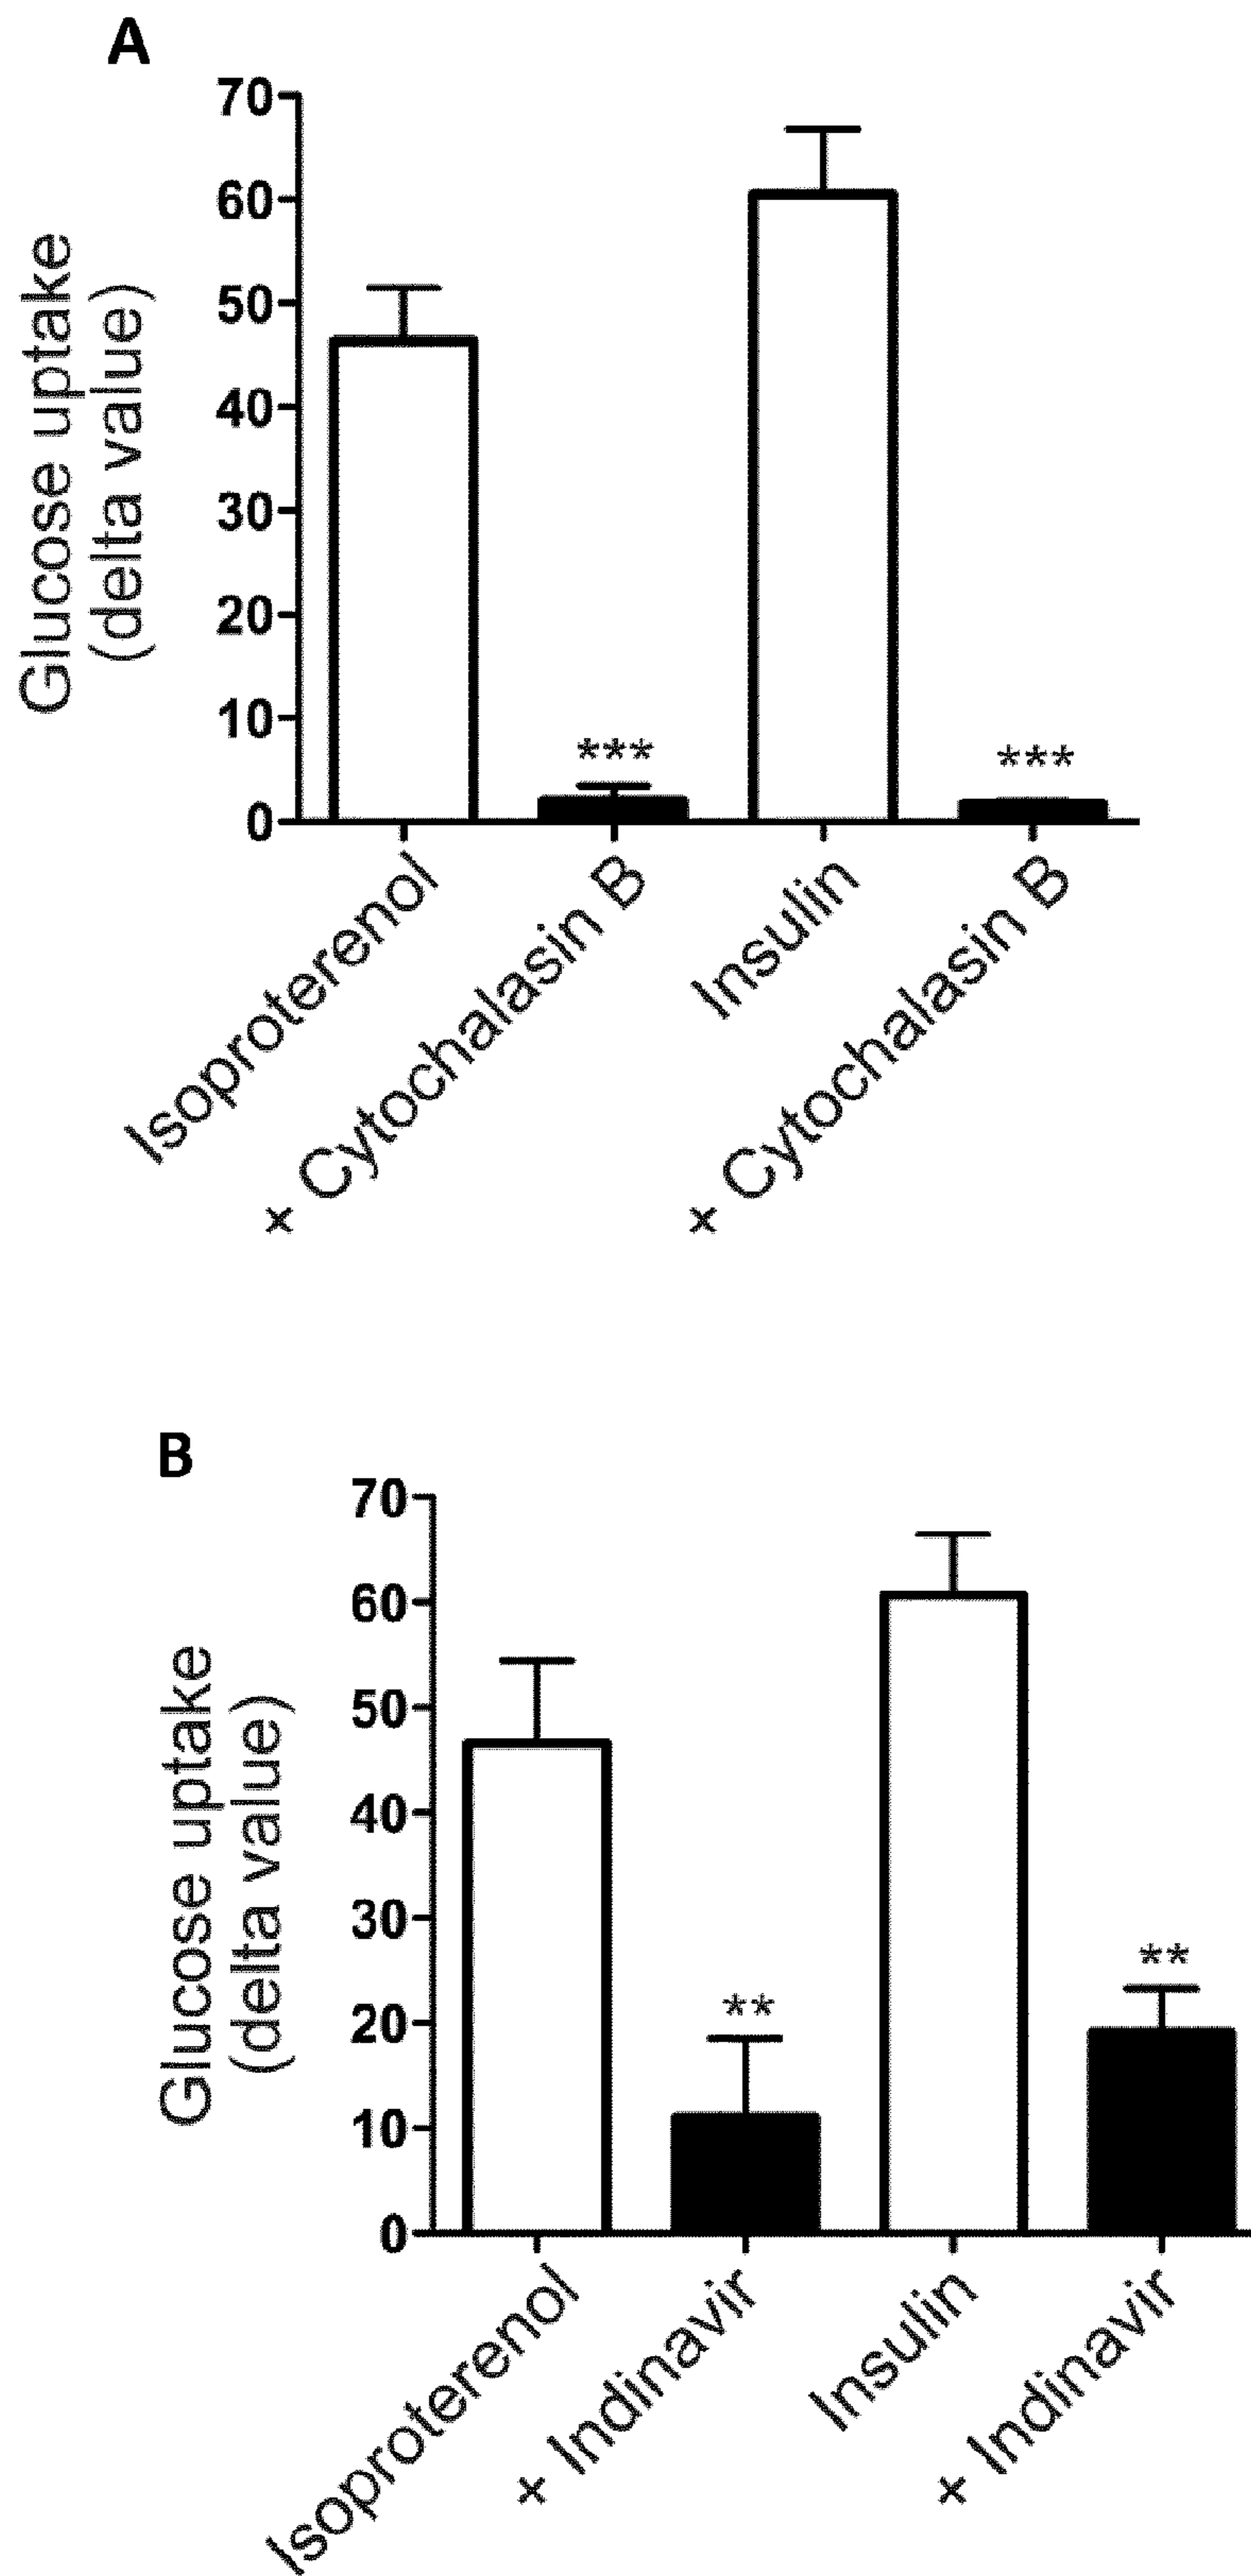 A
Glucose uptake
(delta value)
70
60
50
40
30
20
10
0
***
***
Isoproterenol
+ Cytochalasin B
Insulin
+ Cytochalasin B
B
Glucose uptake
(delta value)
70
60
50
40
30
20
10
0
**
**
Isoproterenol
+ Indinavir
Insulin
+ Indinavir